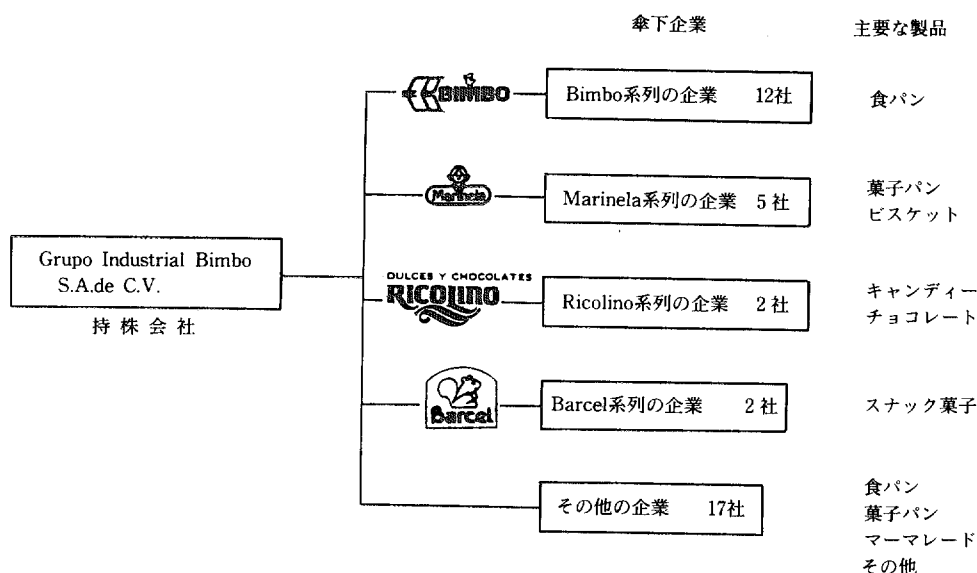 傘下企業
主要な製品
BIMBO
Bimbo系列の企業 12社
食パン
Marinela
Marinela系列の企業 5社
菓子パン
ビスケット
Grupo Industrial Bimbo
S.A.de C.V.
持株会社
DULCES Y CHOCOLATES
RICOLINO
Ricolino系列の企業 2社
キャンディー
チョコレート
Barcel
Barcel系列の企業 2社
スナック菓子
その他の企業 17社
食パン
菓子パン
マーマレード
その他